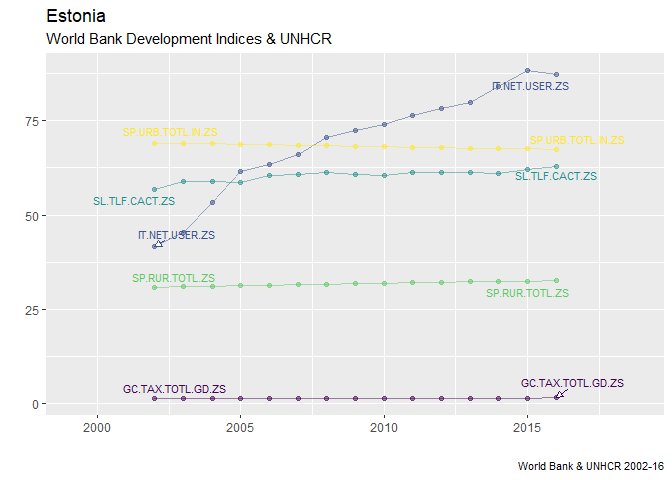 Estonia
World Bank Development Indices & UNHCR
IT.NET.USER.ZS
75
SP.URB.TOTL.IN.ZS
SP.URB.TOTL.IN.ZS
SL.TLF.CACT.ZS
SL.TLF.CACT.ZS
50
IT.NET.USER.ZS
SP.RUR.TOTL.ZS
25
SP.RUR.TOTL.ZS
GC.TAX.TOTL.GD.ZS
GC.TAX.TOTL.GD.ZS
0
2000
2005
2010
2015
World Bank & UNHCR 2002-16